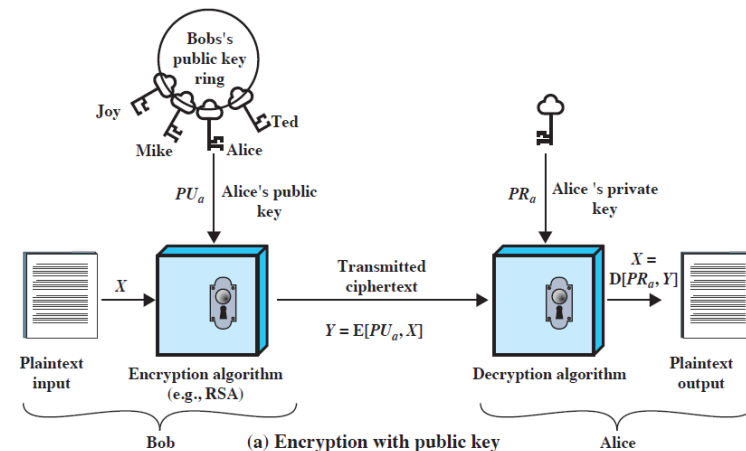 Bobs's
public key
ring
Joy
Ted
Mike
Alice
PUa
Alice's public
key
PRa
Alice 's private
key
X
Transmitted
ciphertext
X =
D[PRa, Y]
Y = E[PUa, X]
Plaintext
input
Encryption algorithm
(e.g., RSA)
Decryption algorithm
Plaintext
output
Bob
(a) Encryption with public key
Alice